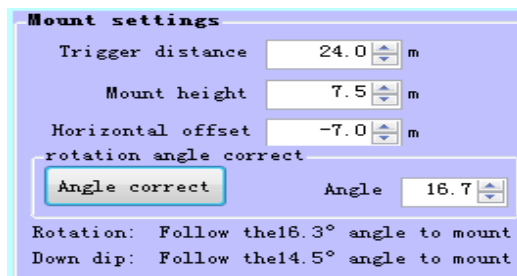 Mount settings
Trigger distance 24.0 m
Mount height 7.5 m
Horizontal offset -7.0 m
rotation angle correct
Angle correct Angle 16.7
Rotation: Follow the16.3° angle to mount
Down dip: Follow the14.5° angle to mount